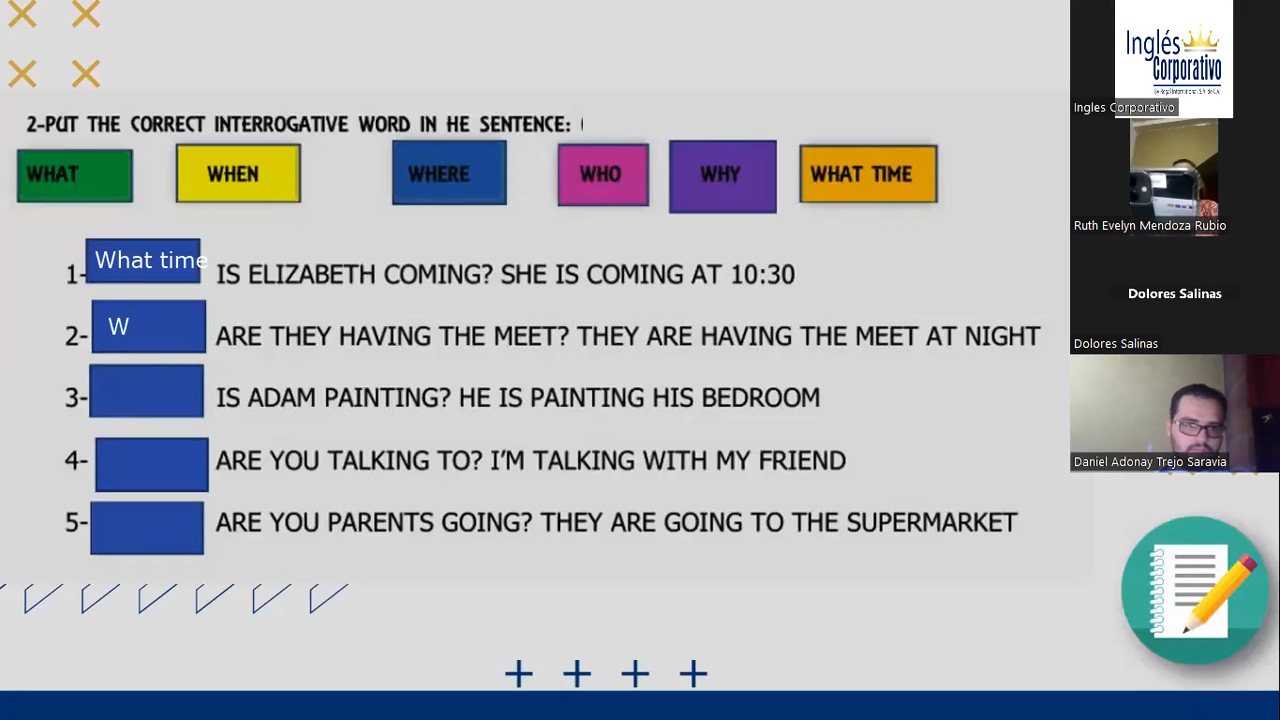 2-PUT THE CORRECT INTERROGATIVE WORD IN HE SENTENCE:
WHAT WHEN WHERE WHO WHY WHAT TIME
1- What time IS ELIZABETH COMING? SHE IS COMING AT 10:30
2- W ARE THEY HAVING THE MEET? THEY ARE HAVING THE MEET AT NIGHT
3- IS ADAM PAINTING? HE IS PAINTING HIS BEDROOM
4- ARE YOU TALKING TO? I'M TALKING WITH MY FRIEND
5- ARE YOU PARENTS GOING? THEY ARE GOING TO THE SUPERMARKET
Inglés
Corporativo
Ingles Corporativo
Ruth Evelyn Mendoza Rubio
Dolores Salinas
Dolores Salinas
Daniel Adonay Trejo Saravia